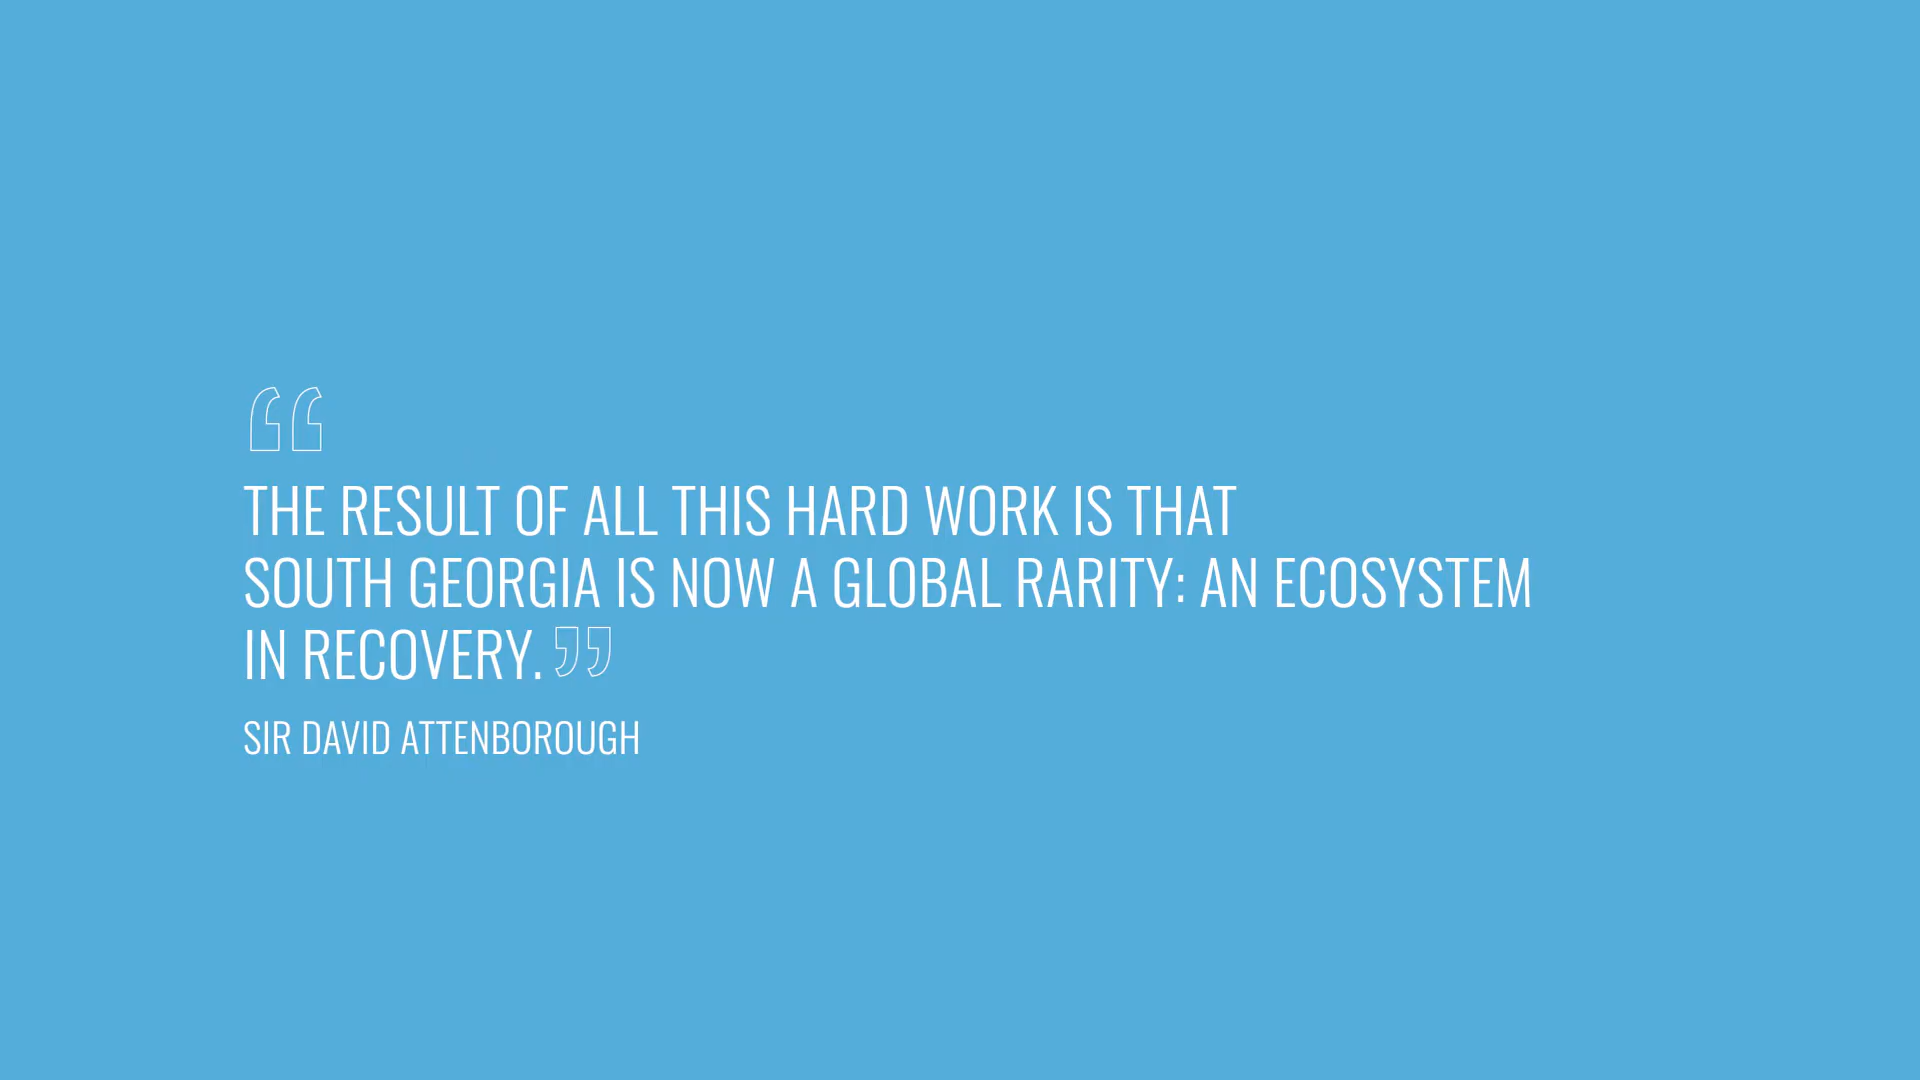 “
THE RESULT OF ALL THIS HARD WORK IS THAT
SOUTH GEORGIA IS NOW A GLOBAL RARITY: AN ECOSYSTEM
IN RECOVERY.”
SIR DAVID ATTENBOROUGH